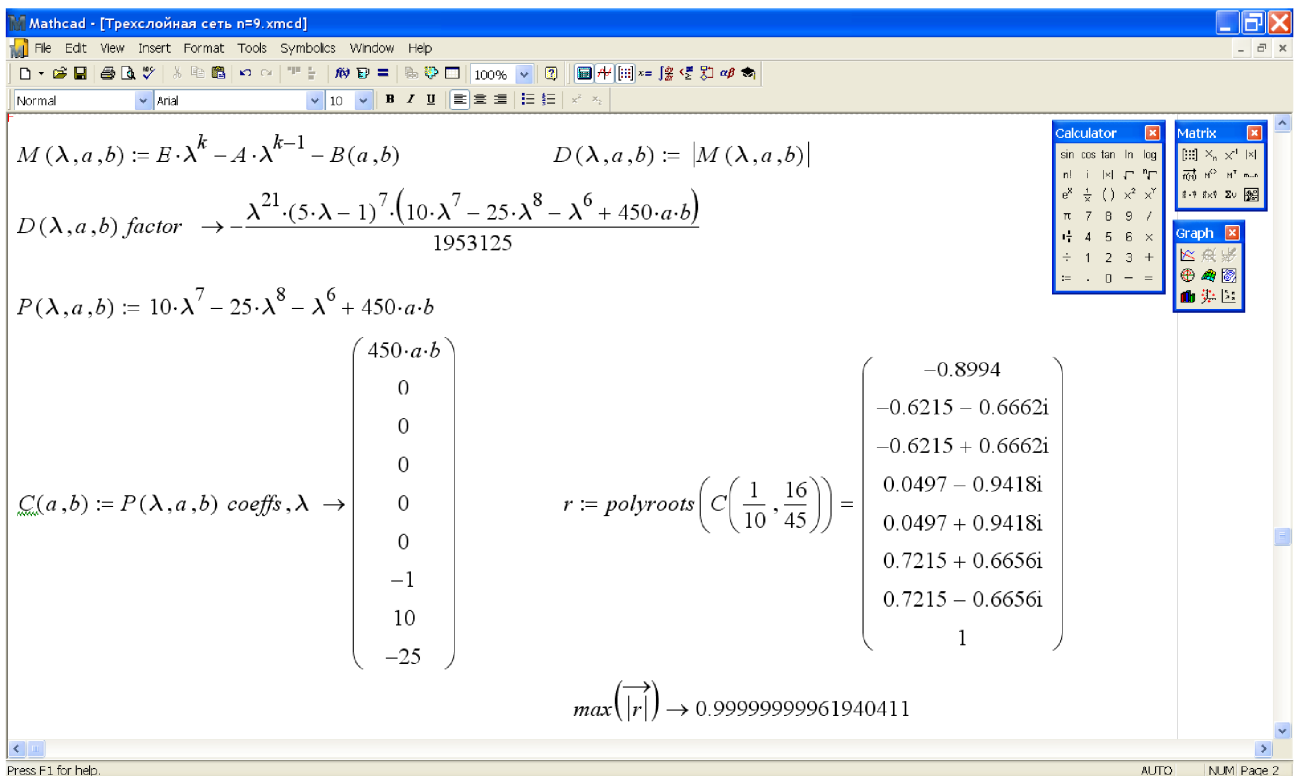 Mathcad - [Трехслойная сеть n=9.xmcd]
File Edit View Insert Format Tools Symbolics Window Help
100%
Normal Arial 10 B I U
M(λ,a,b) := E·λ^k − A·λ^(k−1) − B(a,b)
D(λ,a,b) := |M(λ,a,b)|
D(λ,a,b) factor → −(λ^21·(5·λ − 1)^7·(10·λ^7 − 25·λ^8 − λ^6 + 450·a·b))/1953125
P(λ,a,b) := 10·λ^7 − 25·λ^8 − λ^6 + 450·a·b
C(a,b) := P(λ,a,b) coeffs,λ →
450·a·b
0
0
0
0
0
−1
10
−25
r := polyroots(C(1/10, 16/45)) =
−0.8994
−0.6215 − 0.6662i
−0.6215 + 0.6662i
0.0497 − 0.9418i
0.0497 + 0.9418i
0.7215 + 0.6656i
0.7215 − 0.6656i
1
max(|r|) → 0.99999999961940411
Calculator
sin cos tan ln log
n! i |×| √ ⁿ√
e^x 1/x ( ) x² x^Y
π 7 8 9 /
4 5 6 ×
÷ 1 2 3 +
:= . 0 − =
Matrix
Graph
Press F1 for help.
AUTO NUM Page 2